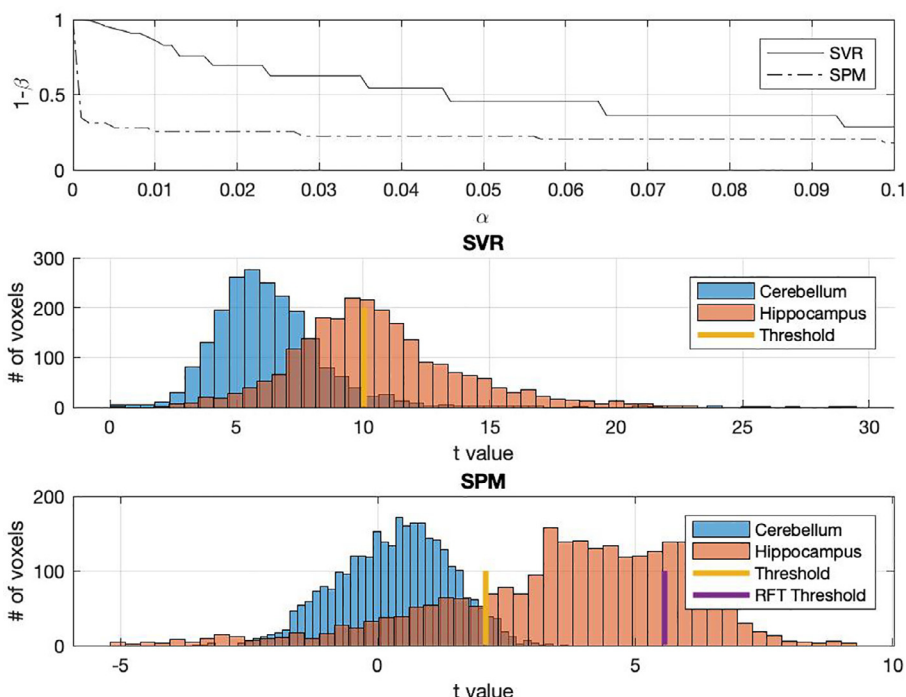 1
0.5
0
1-β
SVR
SPM
0 0.01 0.02 0.03 0.04 0.05 0.06 0.07 0.08 0.09 0.1
α
SVR
300
200
100
0
# of voxels
Cerebellum
Hippocampus
Threshold
0 5 10 15 20 25 30
t value
SPM
200
100
0
# of voxels
Cerebellum
Hippocampus
Threshold
RFT Threshold
-5 0 5 10
t value